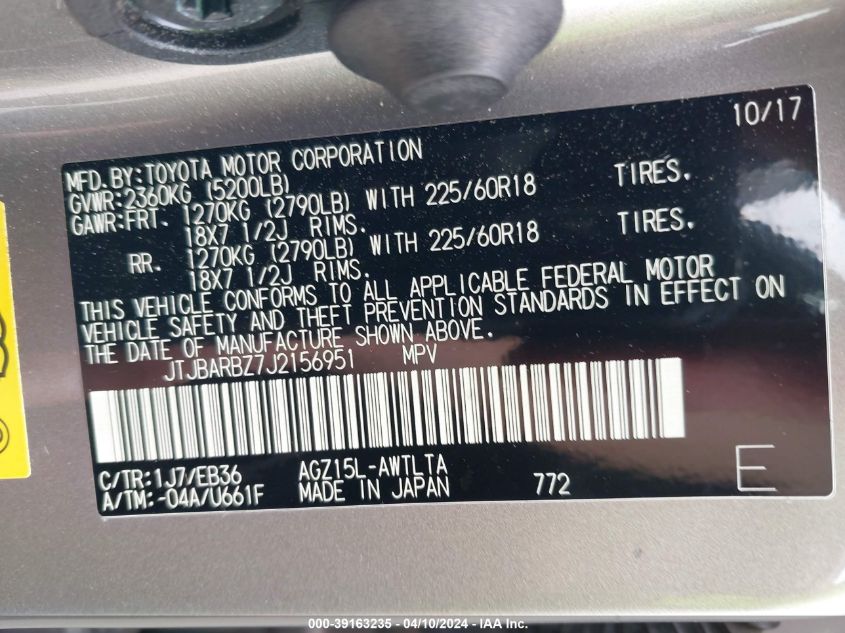 10/17
MFD.BY:TOYOTA MOTOR CORPORATION
GVWR:2360KG (5200LB)
GAWR:FRT. 1270KG (2790LB) WITH 225/60R18 TIRES.
18X7 1/2J RIMS.
RR. 1270KG (2790LB) WITH 225/60R18 TIRES.
18X7 1/2J RIMS.
THIS VEHICLE CONFORMS TO ALL APPLICABLE FEDERAL MOTOR
VEHICLE SAFETY AND THEFT PREVENTION STANDARDS IN EFFECT ON
THE DATE OF MANUFACTURE SHOWN ABOVE.
JTJBARBZ7J2156951 MPV
C/TR:1J7/EB36 AGZ15L-AWTLTA
A/TM:-04A/U661F MADE IN JAPAN 772 E
000-39163235 - 04/10/2024 - IAA Inc.